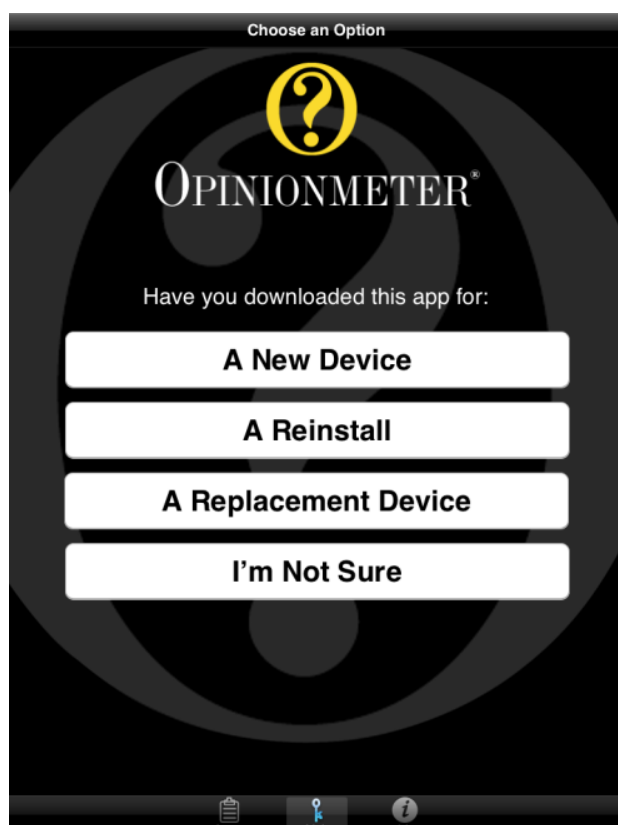 Choose an Option
OPINIONMETER®
Have you downloaded this app for:
A New Device
A Reinstall
A Replacement Device
I'm Not Sure